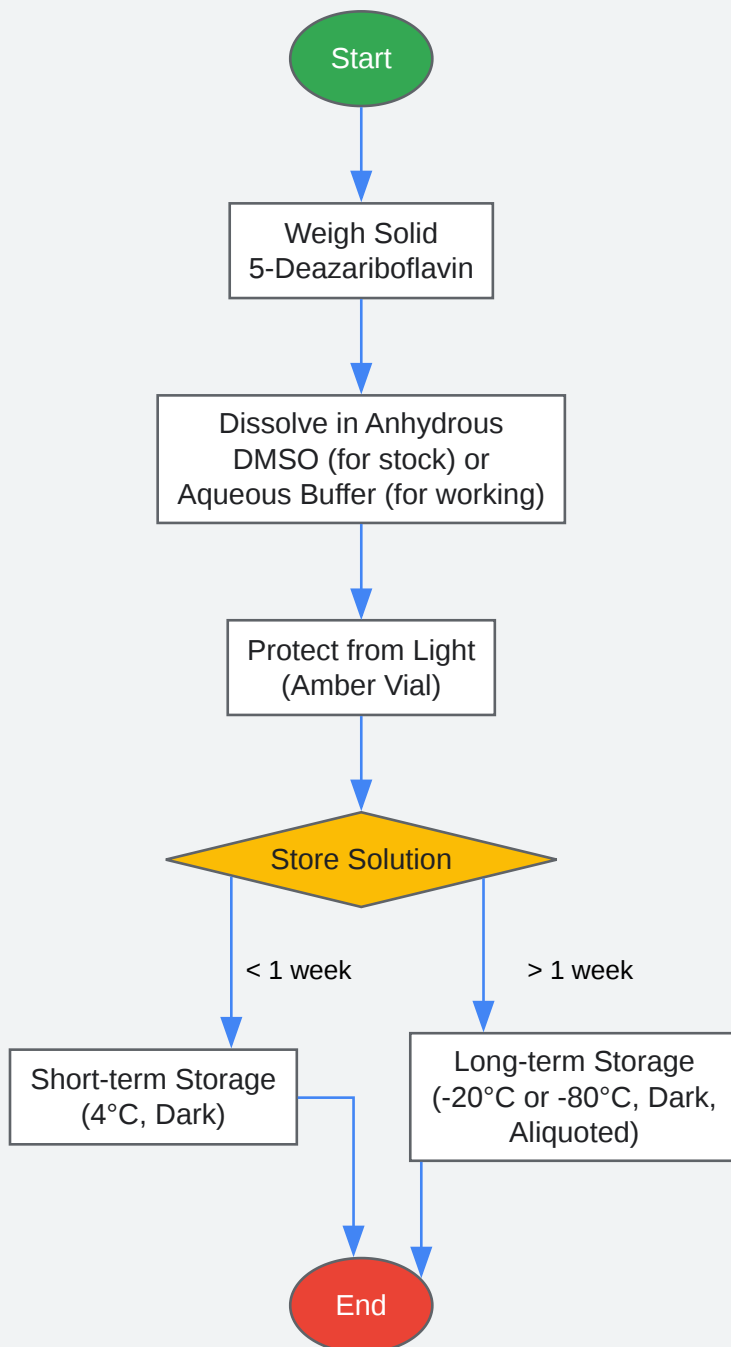 Start
Weigh Solid
5-Deazariboflavin
Dissolve in Anhydrous
DMSO (for stock) or
Aqueous Buffer (for working)
Protect from Light
(Amber Vial)
Store Solution
< 1 week
> 1 week
Short-term Storage
(4°C, Dark)
Long-term Storage
(-20°C or -80°C, Dark,
Aliquoted)
End